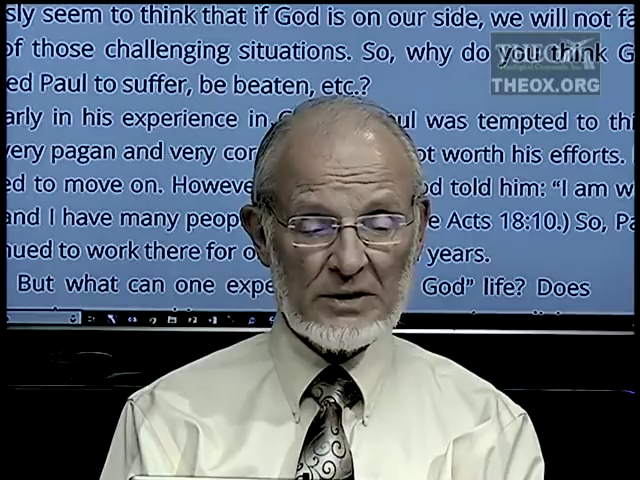 sly seem to think that if God is on our side, we will not fa
of those challenging situations. So, why do you think G
ed Paul to suffer, be beaten, etc.?
THEOX.ORG
arly in his experience in ul was tempted to thi
very pagan and very cor ot worth his efforts.
ed to move on. Howeve d told him: “I am w
and I have many peop e Acts 18:10.) So, Pa
nued to work there for o years.
But what can one expe God” life? Does